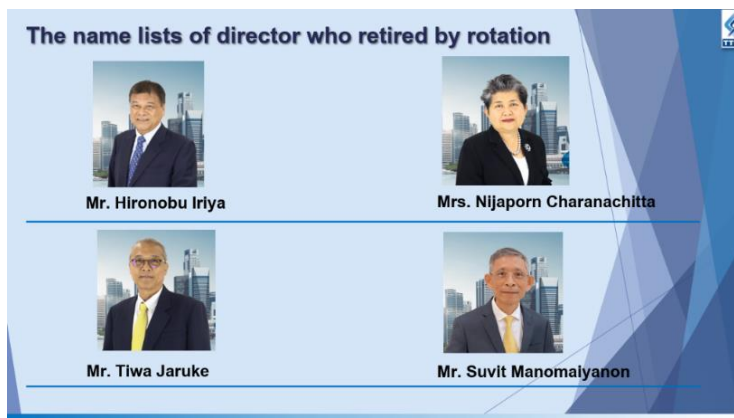 The name lists of director who retired by rotation
Mr. Hironobu Iriya
Mrs. Nijaporn Charanachitta
Mr. Tiwa Jaruke
Mr. Suvit Manomaiyanon